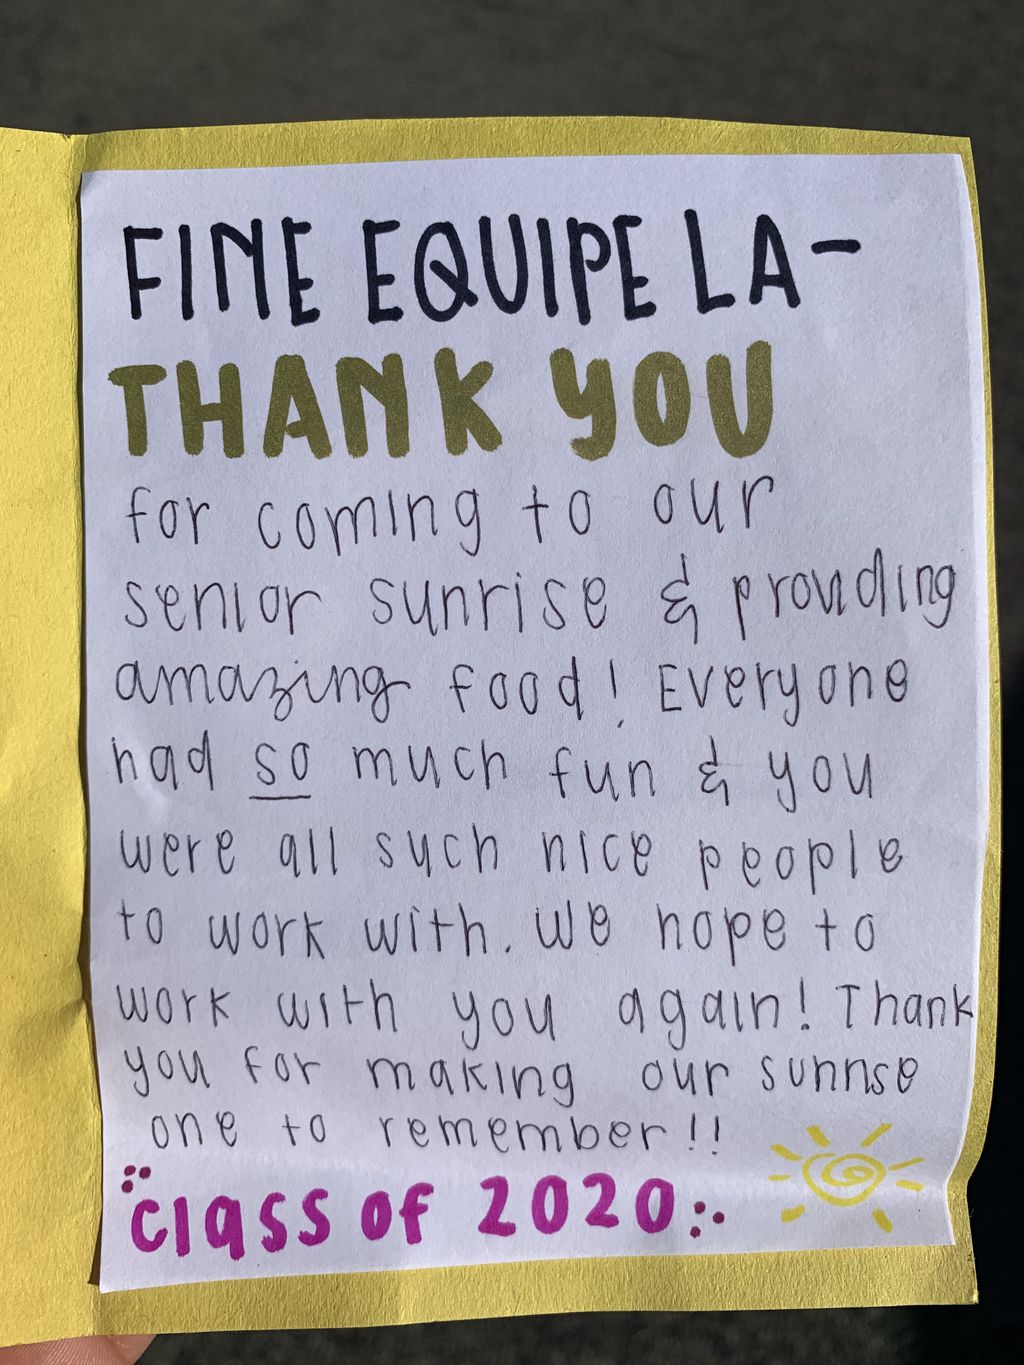 FINE EQUIPE LA-
THANK YOU
for coming to our
senior sunrise & providing
amazing food! Everyone
had so much fun & you
were all such nice people
to work with. We hope to
work with you again! Thank
you for making our sunrise
one to remember!!
class of 2020